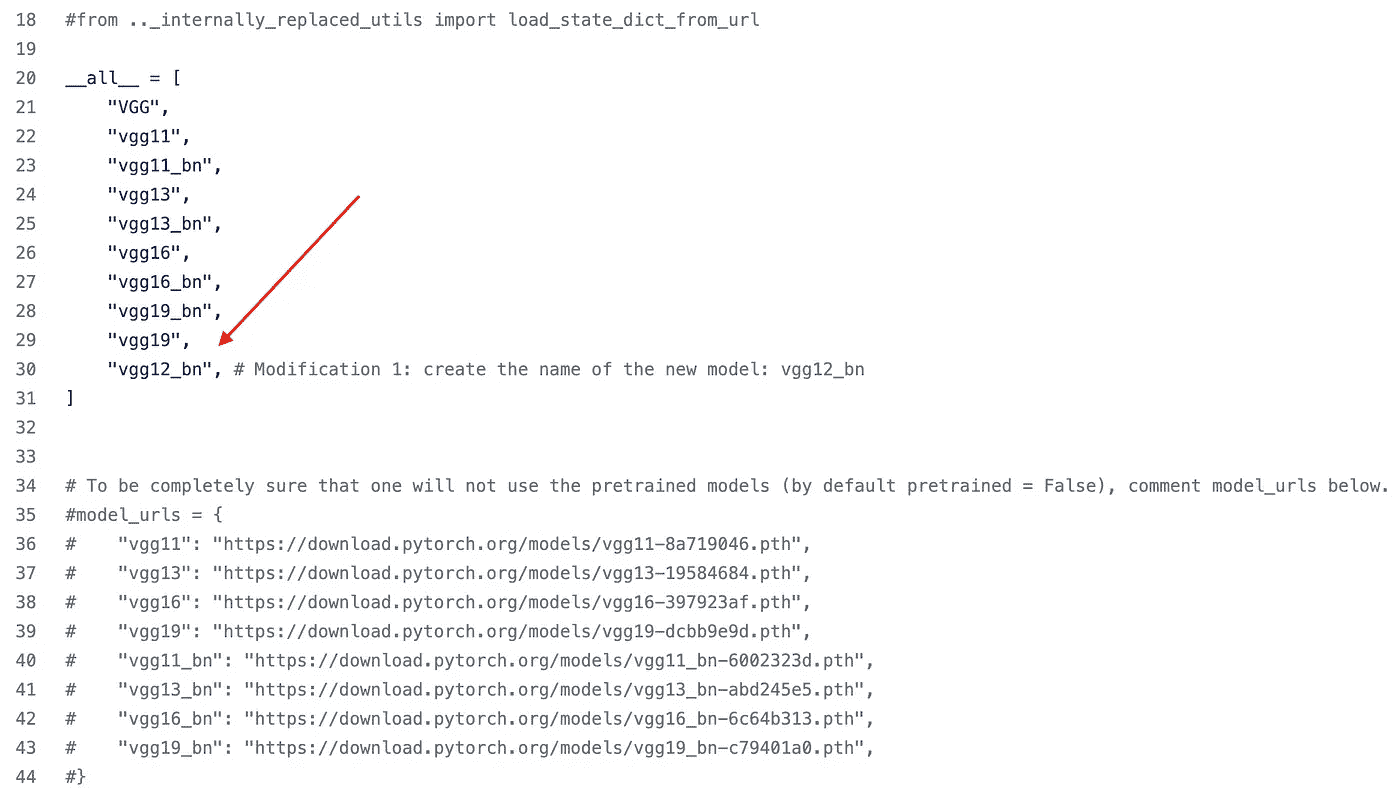 18 #from .._internally_replaced_utils import load_state_dict_from_url
19
20 __all__ = [
21     "VGG",
22     "vgg11",
23     "vgg11_bn",
24     "vgg13",
25     "vgg13_bn",
26     "vgg16",
27     "vgg16_bn",
28     "vgg19_bn",
29     "vgg19",
30     "vgg12_bn", # Modification 1: create the name of the new model: vgg12_bn
31 ]
32
33
34 # To be completely sure that one will not use the pretrained models (by default pretrained = False), comment model_urls below.
35 #model_urls = {
36 #    "vgg11": "https://download.pytorch.org/models/vgg11-8a719046.pth",
37 #    "vgg13": "https://download.pytorch.org/models/vgg13-19584684.pth",
38 #    "vgg16": "https://download.pytorch.org/models/vgg16-397923af.pth",
39 #    "vgg19": "https://download.pytorch.org/models/vgg19-dcbb9e9d.pth",
40 #    "vgg11_bn": "https://download.pytorch.org/models/vgg11_bn-6002323d.pth",
41 #    "vgg13_bn": "https://download.pytorch.org/models/vgg13_bn-abd245e5.pth",
42 #    "vgg16_bn": "https://download.pytorch.org/models/vgg16_bn-6c64b313.pth",
43 #    "vgg19_bn": "https://download.pytorch.org/models/vgg19_bn-c79401a0.pth",
44 #}